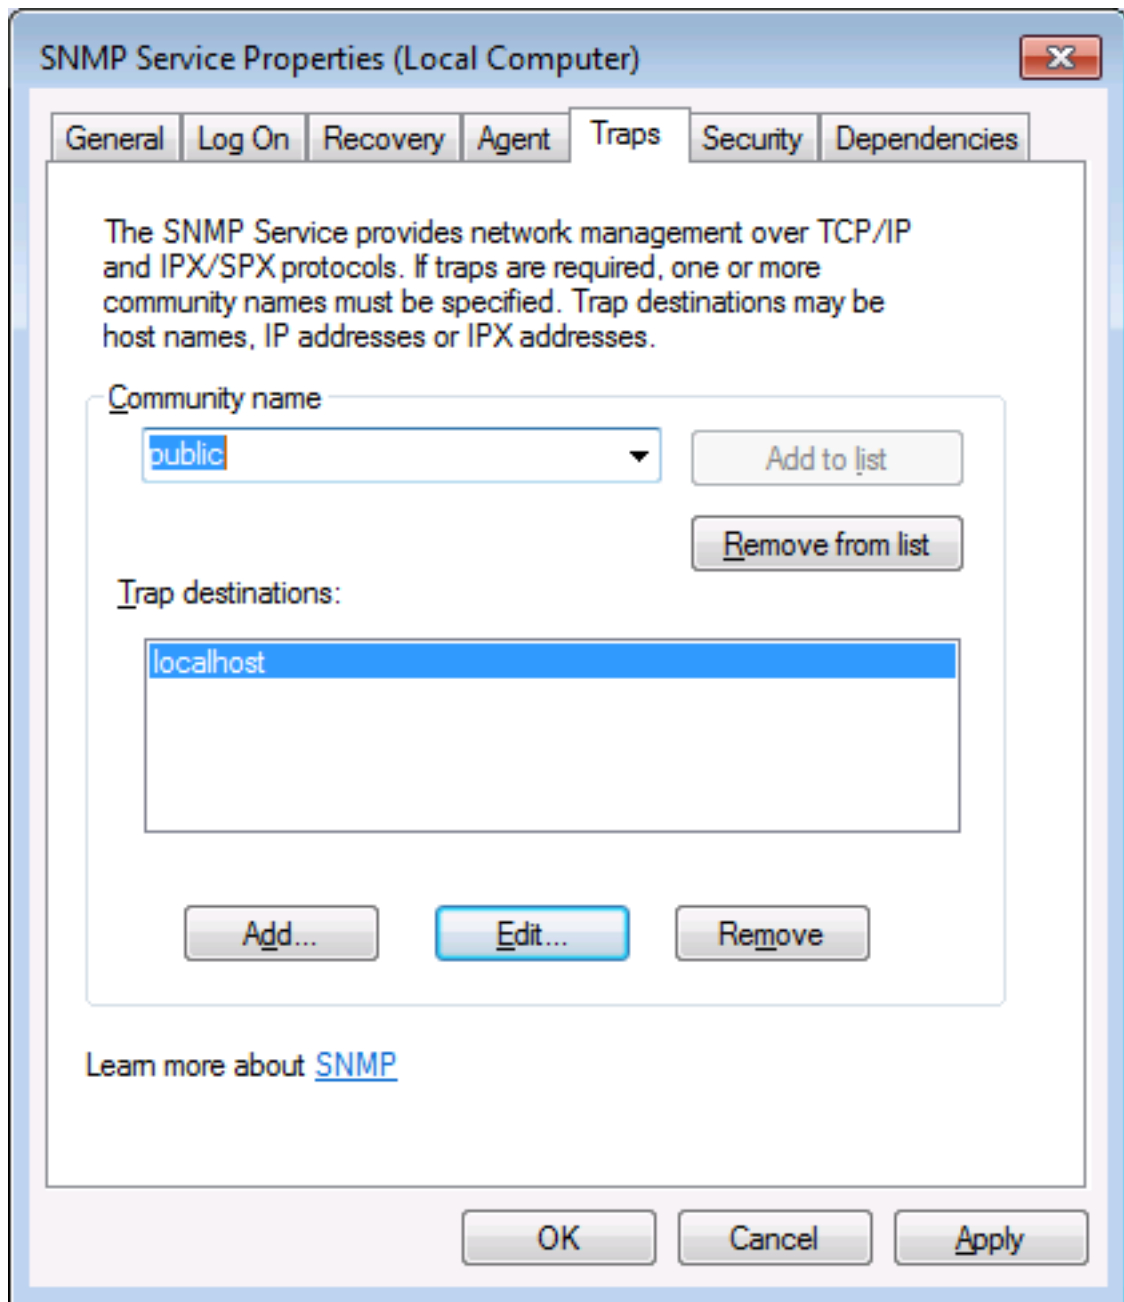 SNMP Service Properties (Local Computer)
General Log On Recovery Agent Traps Security Dependencies
The SNMP Service provides network management over TCP/IP
and IPX/SPX protocols. If traps are required, one or more
community names must be specified. Trap destinations may be
host names, IP addresses or IPX addresses.
Community name
public
Add to list
Remove from list
Trap destinations:
localhost
Add... Edit... Remove
Learn more about SNMP
OK Cancel Apply